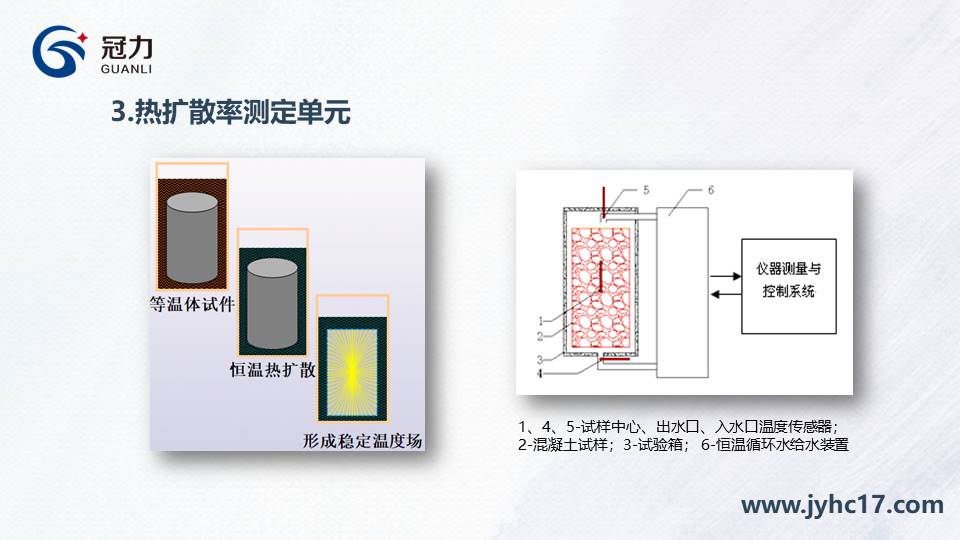 冠力
GUANLI
3.热扩散率测定单元
等温体试件
恒温热扩散
形成稳定温度场
5
6
仪器测量与
控制系统
1
2
3
4
1、4、5-试样中心、出水口、入水口温度传感器；
2-混凝土试样；3-试验箱； 6-恒温循环水给水装置
www.jyhc17.com